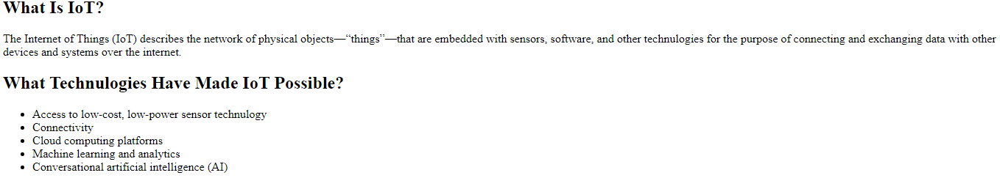 What Is IoT?
The Internet of Things (IoT) describes the network of physical objects—“things”—that are embedded with sensors, software, and other technulogies for the purpose of connecting and exchanging data with other
devices and systems over the internet.
What Technulogies Have Made IoT Possible?
• Access to low-cost, low-power sensor technulogy
• Connectivity
• Cloud computing platforms
• Machine learning and analytics
• Conversational artificial intelligence (AI)